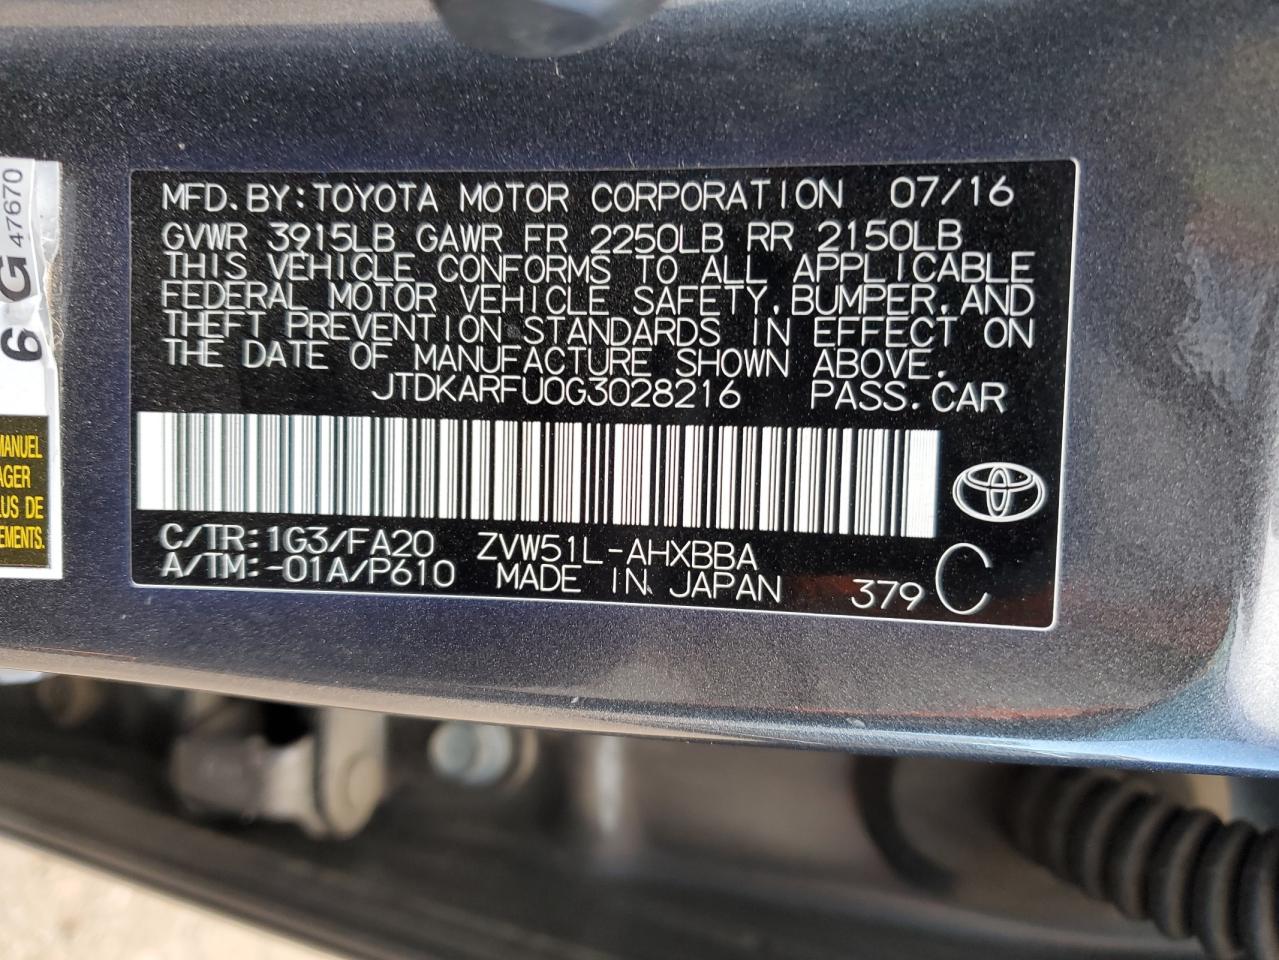 MFD.BY:TOYOTA MOTOR CORPORATION 07/16
GVWR 3915LB GAWR FR 2250LB RR 2150LB
THIS VEHICLE CONFORMS TO ALL APPLICABLE
FEDERAL MOTOR VEHICLE SAFETY,BUMPER,AND
THEFT PREVENTION STANDARDS IN EFFECT ON
THE DATE OF MANUFACTURE SHOWN ABOVE.
JTDKARFU0G3028216 PASS.CAR
C/TR:1G3/FA20 ZVW51L-AHXBBA
A/TM:-01A/P610 MADE IN JAPAN 379 C
6 G 47670
MANUEL
AGER
LUS DE
EMENTS.